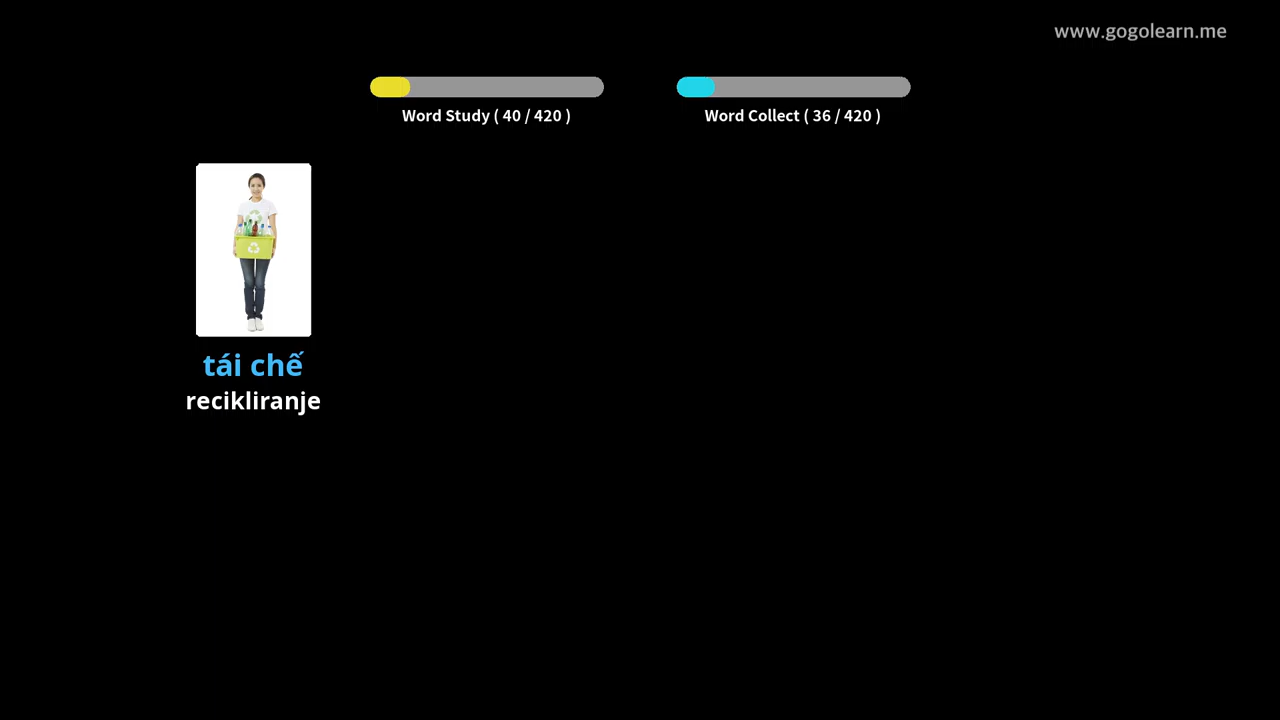 www.gogolearn.me
Word Study ( 40 / 420 )
Word Collect ( 36 / 420 )
tái chế
recikliranje